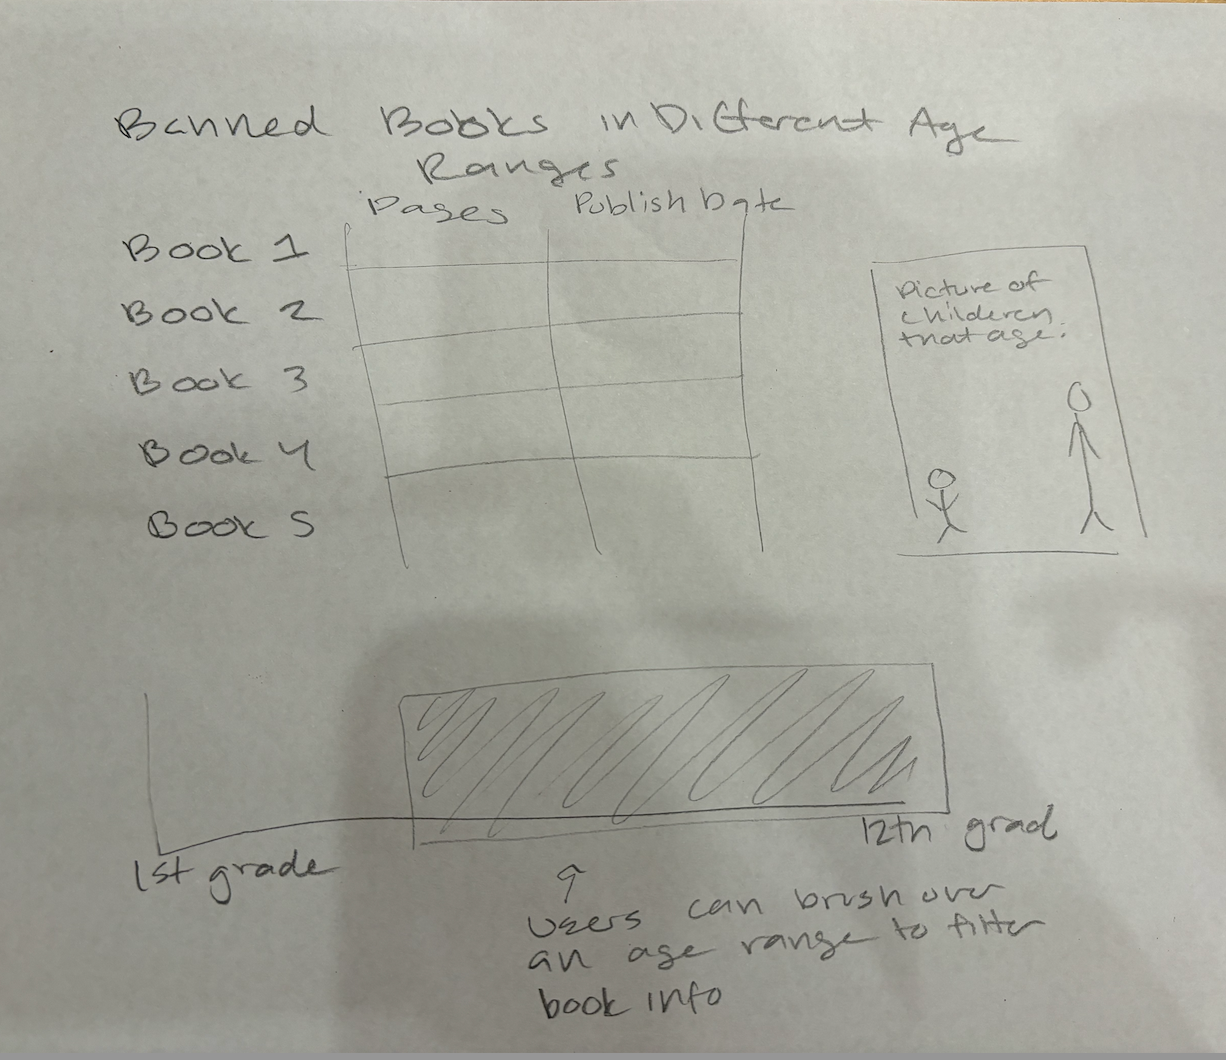 Banned Books in Different Age
Ranges
Pages Publish Date
Book 1
Book 2
Book 3
Book 4
Book 5
Picture of
childeren
that age.
1st grade
12th grad
users can brush over
an age range to filter
book info